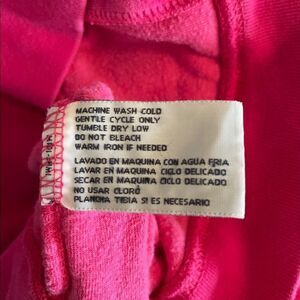 MACHINE WASH COLD
GENTLE CYCLE ONLY
TUMBLE DRY LOW
DO NOT BLEACH
WARM IRON IF NEEDED
LAVADO EN MAQUINA CON AGUA FRIA
LAVAR EN MAQUINA CICLO DELICADO
SECAR EN MAQUINA CICLO DELICADO
NO USAR CLORO
PLANCHA TIBIA SI ES NECESARIO